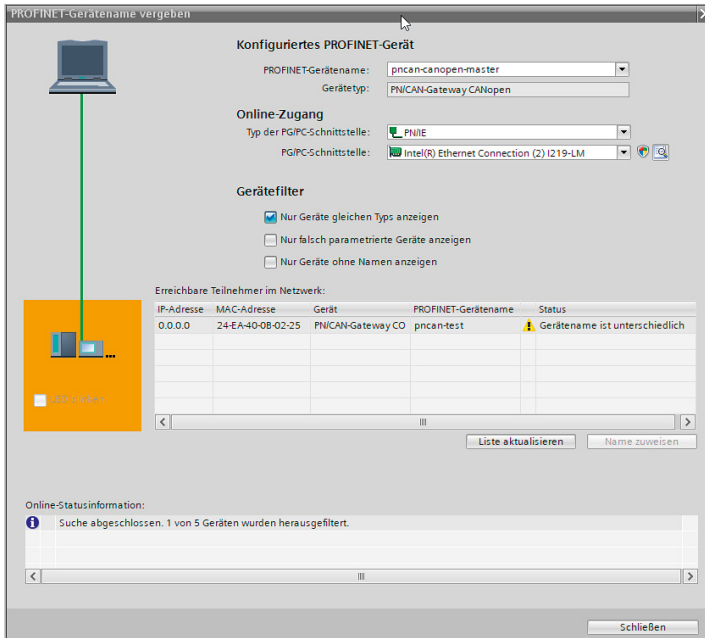 PROFINET-Gerätename vergeben
Konfiguriertes PROFINET-Gerät
PROFINET-Gerätename: pncan-canopen-master
Gerätetyp: PN/CAN-Gateway CANopen
Online-Zugang
Typ der PG/PC-Schnittstelle: PN/IE
PG/PC-Schnittstelle: Intel(R) Ethernet Connection (2) I219-LM
Gerätefilter
Nur Geräte gleichen Typs anzeigen
Nur falsch parametrierte Geräte anzeigen
Nur Geräte ohne Namen anzeigen
Erreichbare Teilnehmer im Netzwerk:
IP-Adresse MAC-Adresse Gerät PROFINET-Gerätename Status
0.0.0.0 24-EA-40-0B-02-25 PN/CAN-Gateway CO pncan-test Gerätename ist unterschiedlich
Liste aktualisieren Name zuweisen
Online-Statusinformation:
Suche abgeschlossen. 1 von 5 Geräten wurden herausgefiltert.
Schließen